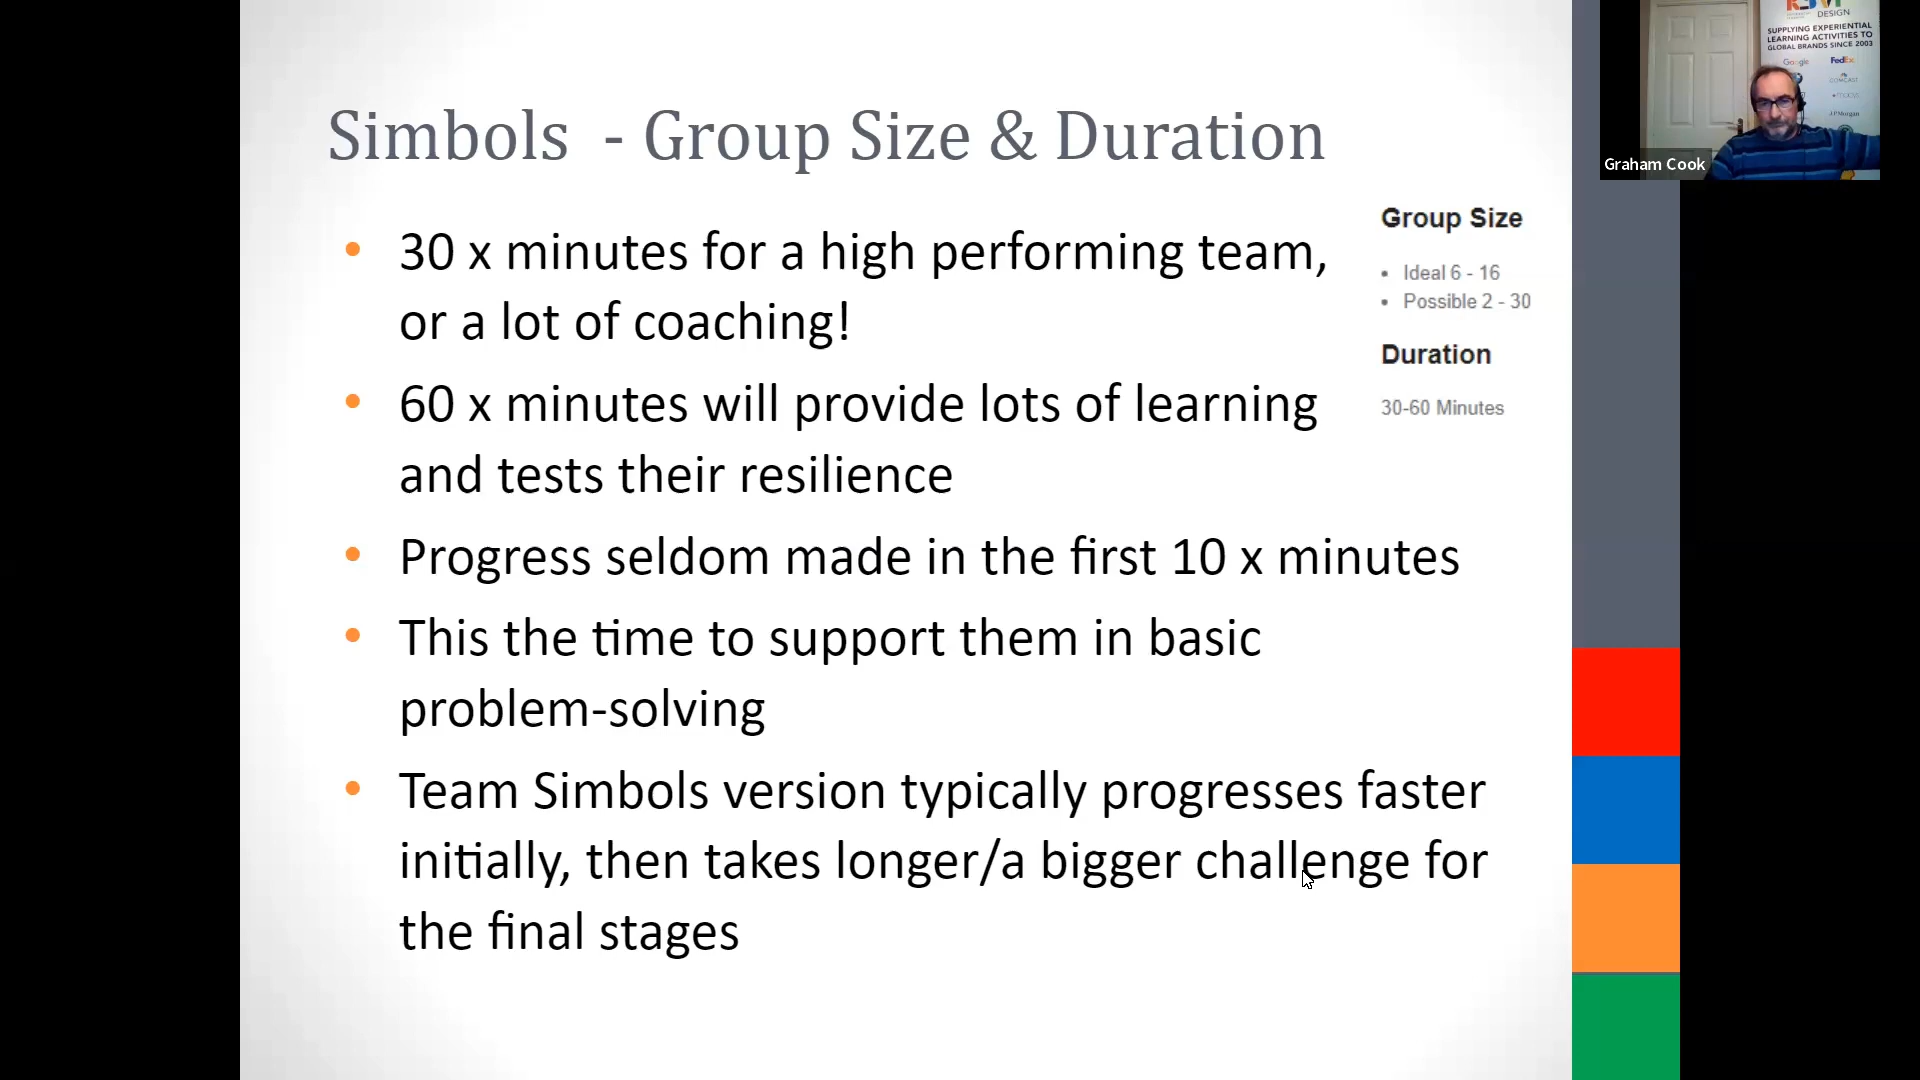 Simbols - Group Size & Duration
• 30 x minutes for a high performing team,
or a lot of coaching!
• 60 x minutes will provide lots of learning
and tests their resilience
• Progress seldom made in the first 10 x minutes
• This the time to support them in basic
problem-solving
• Team Simbols version typically progresses faster
initially, then takes longer/a bigger challenge for
the final stages
Group Size
• Ideal 6 - 16
• Possible 2 - 30
Duration
30-60 Minutes
DESIGN
SUPPLYING EXPERIENTIAL
LEARNING ACTIVITIES TO
GLOBAL BRANDS SINCE 2003
Google FedEx
COMCAST
J.P.Morgan
Graham Cook